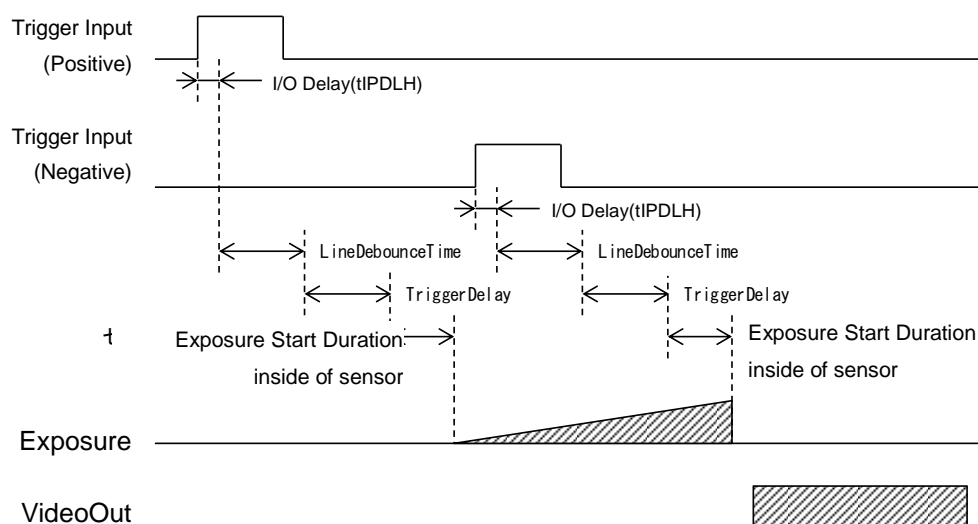 Trigger Input
(Positive)
I/O Delay(tIPDLH)
Trigger Input
(Negative)
I/O Delay(tIPDLH)
LineDebounceTime
LineDebounceTime
TriggerDelay
TriggerDelay
Exposure Start Duration
inside of sensor
Exposure Start Duration
inside of sensor
Exposure
VideoOut